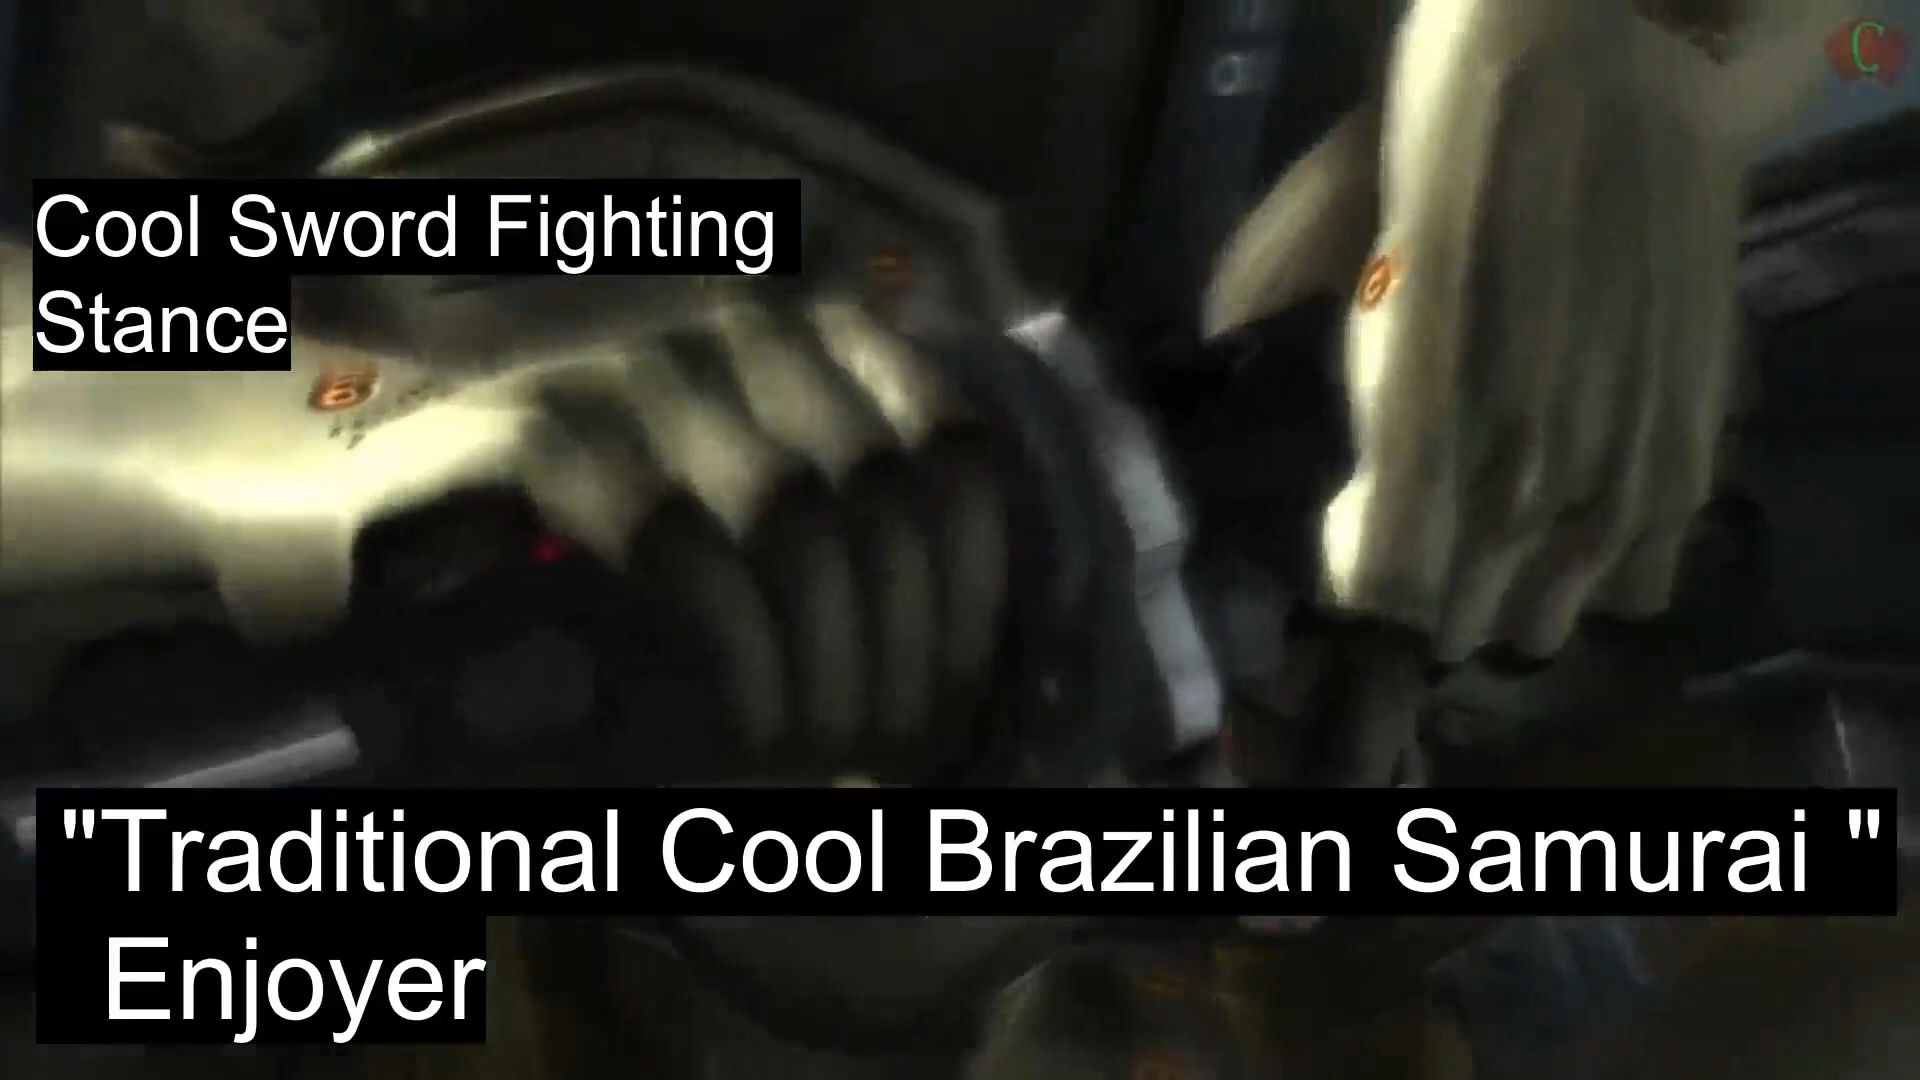 C
Cool Sword Fighting
Stance
"Traditional Cool Brazilian Samurai "
Enjoyer